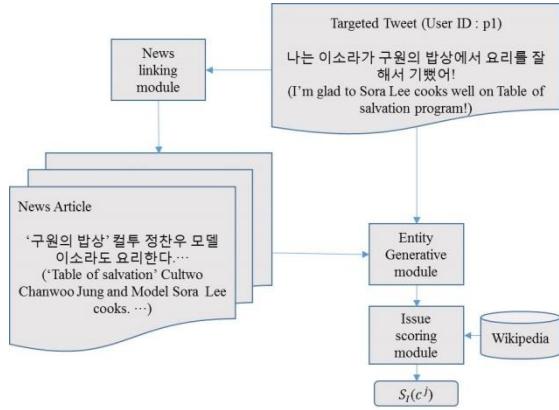 Targeted Tweet (User ID : p1)
나는 이소라가 구원의 밥상에서 요리를 잘
해서 기뻤어!
(I'm glad to Sora Lee cooks well on Table of
salvation program!)
News
linking
module
News Article
‘구원의 밥상’ 컬투 정찬우 모델
이소라도 요리한다.⋯
(‘Table of salvation’ Cultwo
Chanwoo Jung and Model Sora Lee
cooks. ⋯)
Entity
Generative
module
Issue
scoring
module
Wikipedia
S_I(c^j)